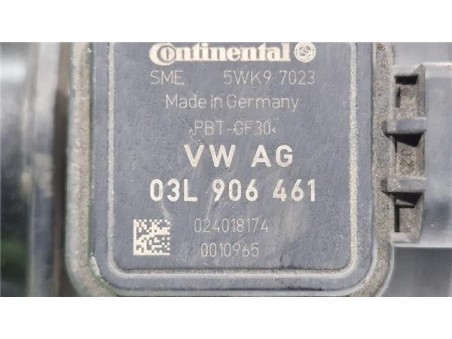 Continental
SME 5WK9 7023
Made in Germany
>PBT-GF30<
VW AG
03L 906 461
024018174
0010965